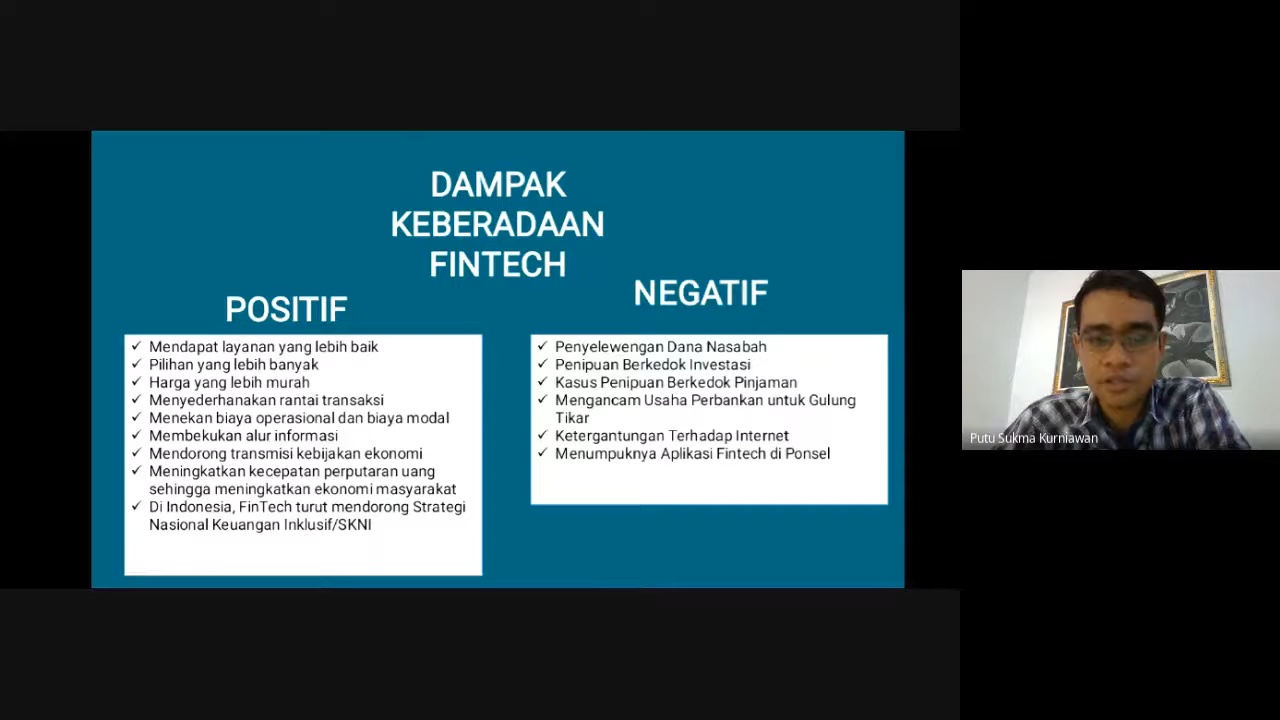 DAMPAK
KEBERADAAN
FINTECH
POSITIF
Mendapat layanan yang lebih baik
Pilihan yang lebih banyak
Harga yang lebih murah
Menyederhanakan rantai transaksi
Menekan biaya operasional dan biaya modal
Membekukan alur informasi
Mendorong transmisi kebijakan ekonomi
Meningkatkan kecepatan perputaran uang
sehingga meningkatkan ekonomi masyarakat
Di Indonesia, FinTech turut mendorong Strategi
Nasional Keuangan Inklusif/SKNI
NEGATIF
Penyelewengan Dana Nasabah
Penipuan Berkedok Investasi
Kasus Penipuan Berkedok Pinjaman
Mengancam Usaha Perbankan untuk Gulung
Tikar
Ketergantungan Terhadap Internet
Menumpuknya Aplikasi Fintech di Ponsel
Putu Sukma Kurniawan